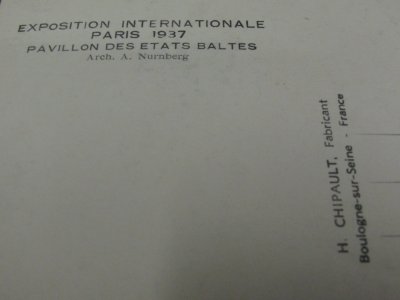 EXPOSITION INTERNATIONALE
PARIS 1937
PAVILLON DES ETATS BALTES
Arch. A. Nurnberg
H. CHIPAULT, Fabricant
Boulogne-sur-Seine - France